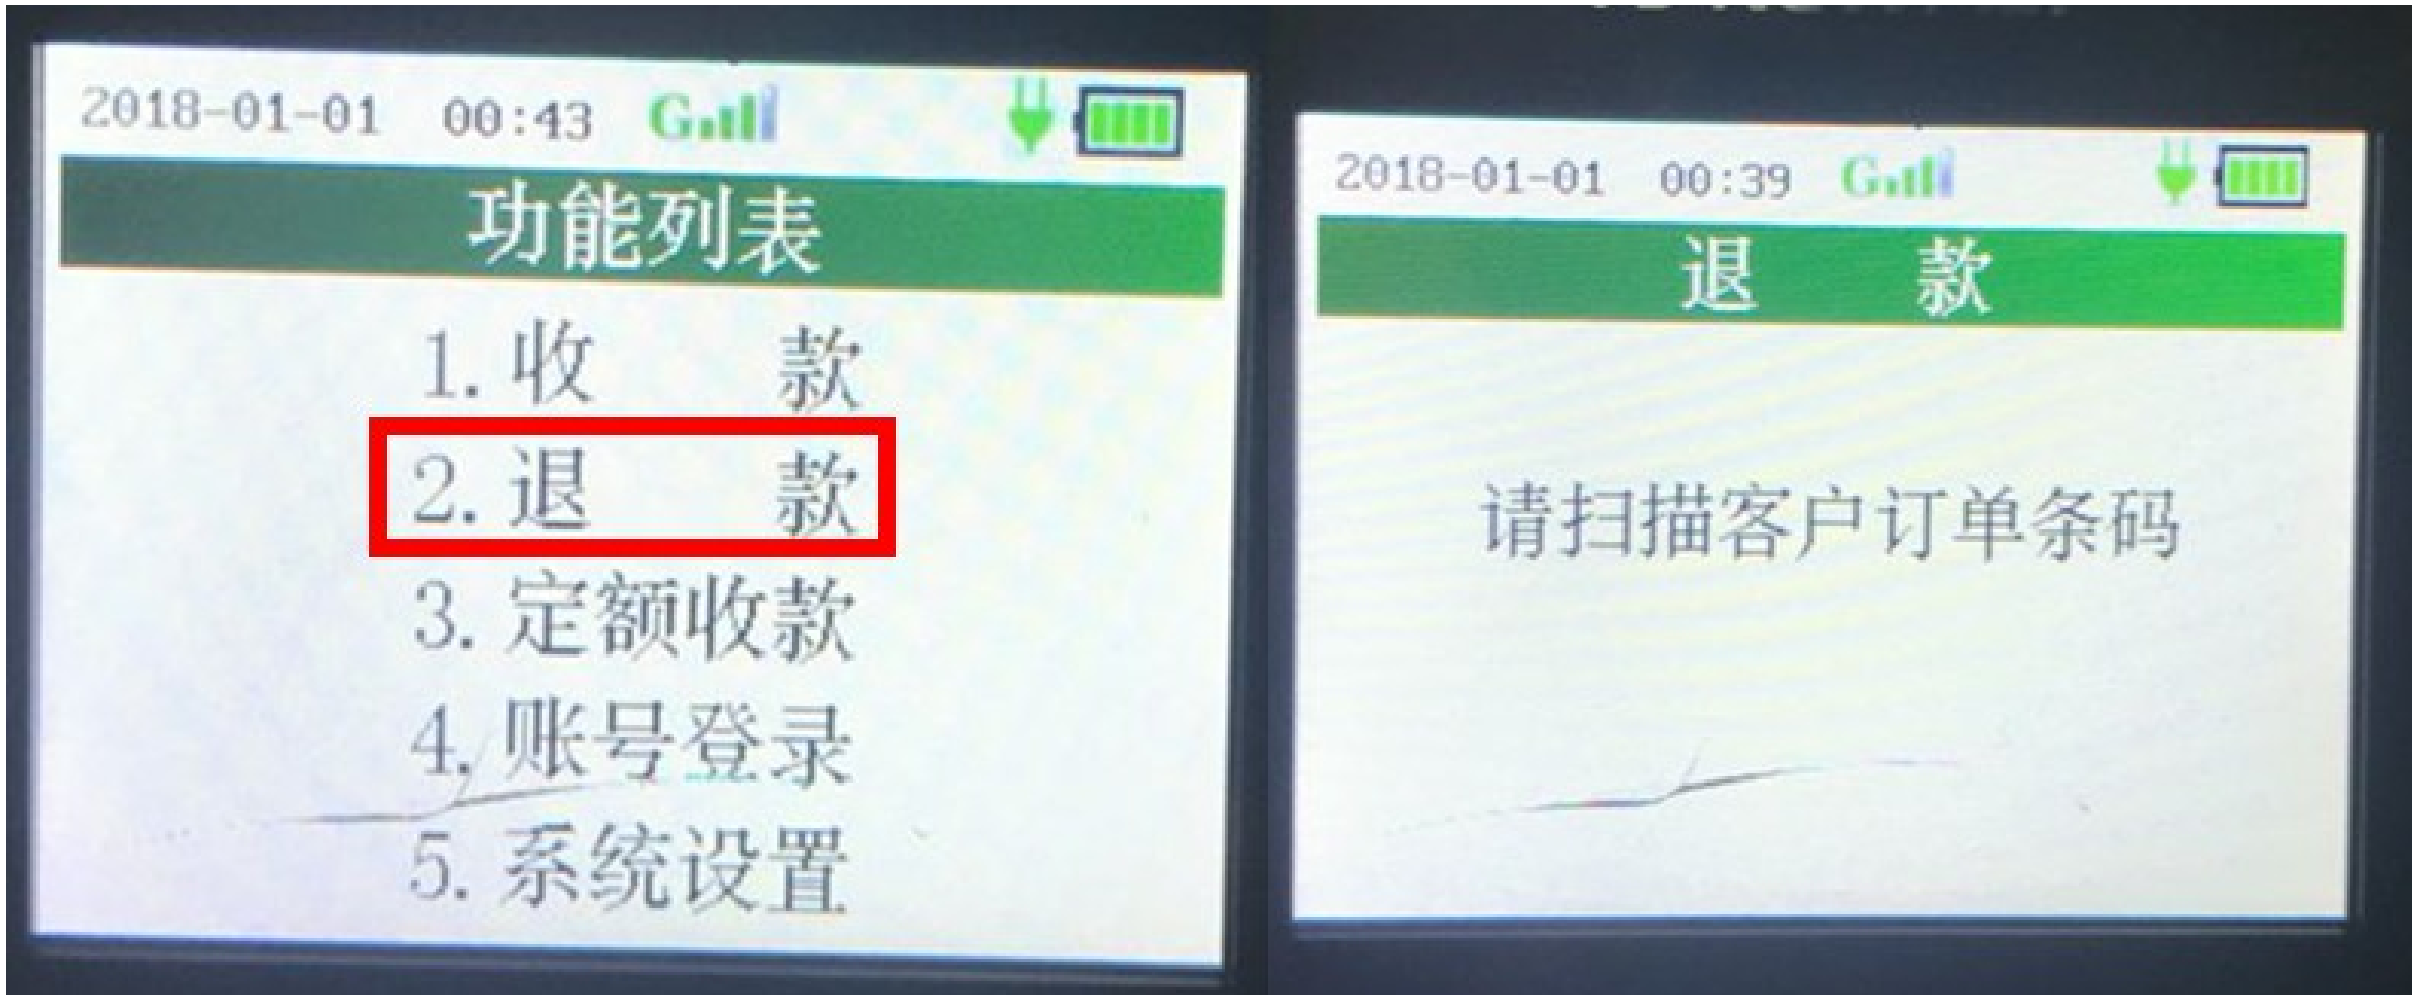 2018-01-01 00:43 G
功能列表
1. 收 款
2. 退 款
3. 定额收款
4. 账号登录
5. 系统设置
2018-01-01 00:39 G
退 款
请扫描客户订单条码